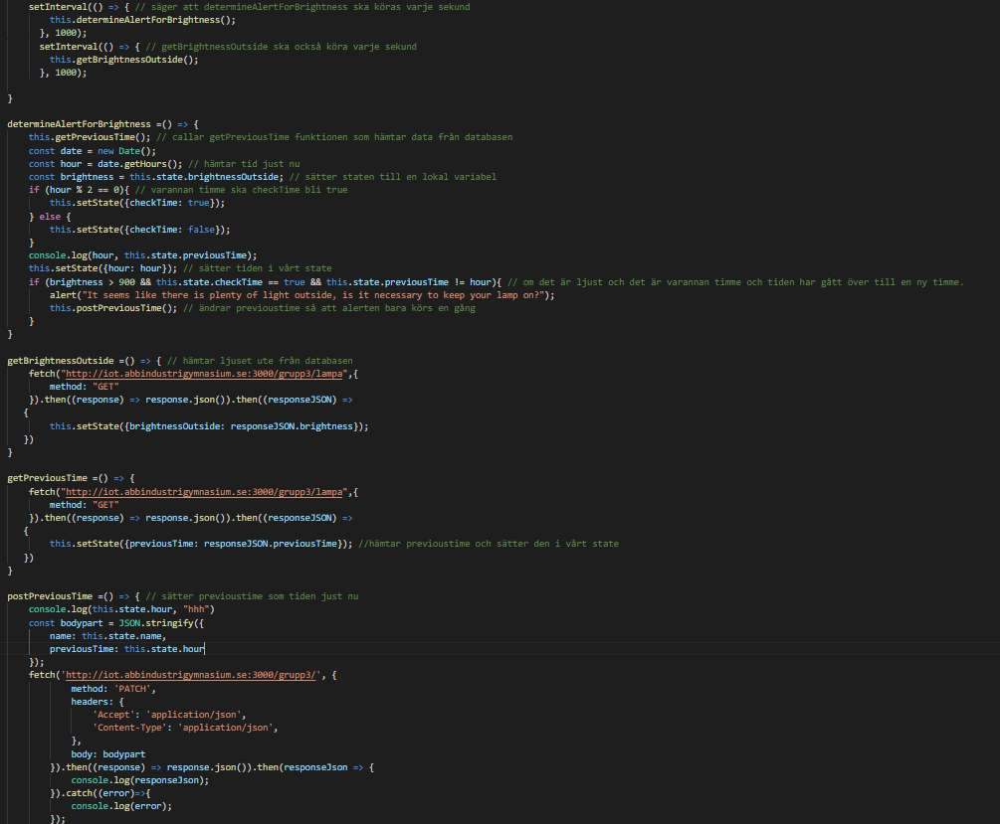 setInterval(() => { // säger att determineAlertForBrightness ska köras varje sekund
this.determineAlertForBrightness();
}, 1000);
setInterval(() => { // getBrightnessOutside ska också köra varje sekund
this.getBrightnessOutside();
}, 1000);
}
determineAlertForBrightness =() => {
this.getPreviousTime(); // callar getPreviousTime funktionen som hämtar data från databasen
const date = new Date();
const hour = date.getHours(); // hämtar tid just nu
const brightness = this.state.brightnessOutside; // sätter staten till en lokal variabel
if (hour % 2 == 0){ // varannan timme ska checkTime bli true
this.setState({checkTime: true});
} else {
this.setState({checkTime: false});
}
console.log(hour, this.state.previousTime);
this.setState({hour: hour}); // sätter tiden i vårt state
if (brightness > 900 && this.state.checkTime == true && this.state.previousTime != hour){ // om det är ljust och det är varannan timme och tiden har gått över till en ny timme.
alert("It seems like there is plenty of light outside, is it necessary to keep your lamp on?");
this.postPreviousTime(); // ändrar previoustime så att alerten bara körs en gång
}
}
getBrightnessOutside =() => { // hämtar ljuset ute från databasen
fetch("http://iot.abbindustrigymnasium.se:3000/grupp3/lampa",{
method: "GET"
}).then((response) => response.json()).then((responseJSON) =>
{
this.setState({brightnessOutside: responseJSON.brightness});
})
}
getPreviousTime =() => {
fetch("http://iot.abbindustrigymnasium.se:3000/grupp3/lampa",{
method: "GET"
}).then((response) => response.json()).then((responseJSON) =>
{
this.setState({previousTime: responseJSON.previousTime}); //hämtar previoustime och sätter den i vårt state
})
}
postPreviousTime =() => { // sätter previoustime som tiden just nu
console.log(this.state.hour, "hhh")
const bodypart = JSON.stringify({
name: this.state.name,
previousTime: this.state.hour
});
fetch('http://iot.abbindustrigymnasium.se:3000/grupp3/', {
method: 'PATCH',
headers: {
'Accept': 'application/json',
'Content-Type': 'application/json',
},
body: bodypart
}).then((response) => response.json()).then(responseJson => {
console.log(responseJson);
}).catch((error)=>{
console.log(error);
});